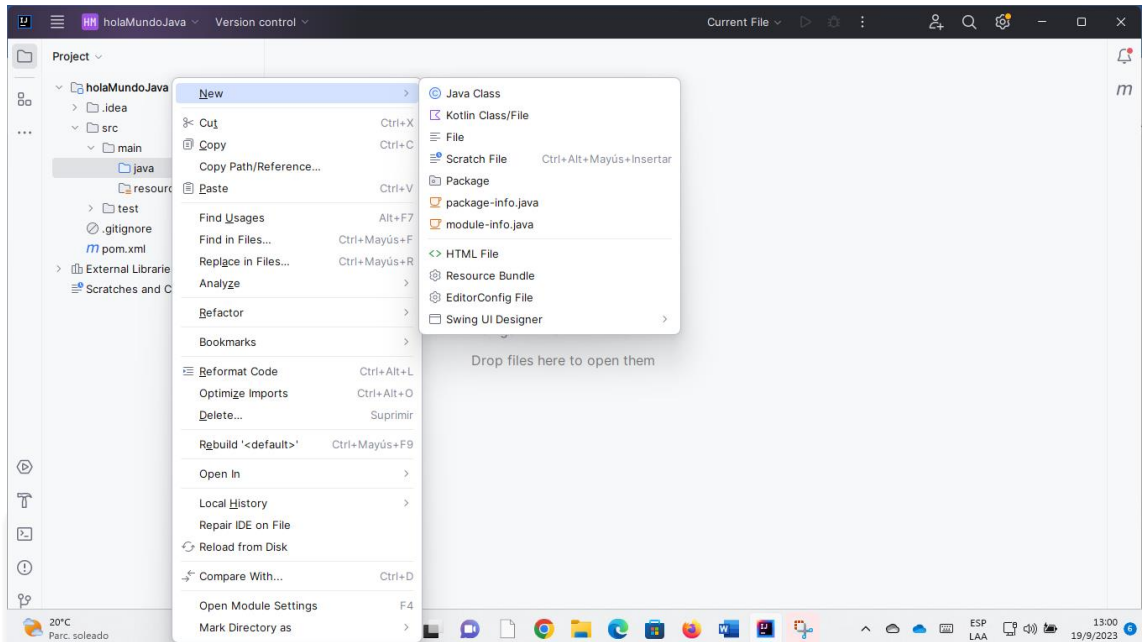 HM holaMundoJava Version control Current File
Project
holaMundoJava
.idea
src
main
java
resourc
test
.gitignore
m pom.xml
External Librarie
Scratches and C
New
Cut Ctrl+X
Copy Ctrl+C
Copy Path/Reference...
Paste Ctrl+V
Find Usages Alt+F7
Find in Files... Ctrl+Mayús+F
Replace in Files... Ctrl+Mayús+R
Analyze
Refactor
Bookmarks
Reformat Code Ctrl+Alt+L
Optimize Imports Ctrl+Alt+O
Delete... Suprimir
Rebuild '<default>' Ctrl+Mayús+F9
Open In
Local History
Repair IDE on File
Reload from Disk
Compare With... Ctrl+D
Open Module Settings F4
Mark Directory as
Java Class
Kotlin Class/File
File
Scratch File Ctrl+Alt+Mayús+Insertar
Package
package-info.java
module-info.java
HTML File
Resource Bundle
EditorConfig File
Swing UI Designer
Drop files here to open them
m
20°C
Parc. soleado
ESP
LAA
13:00
19/9/2023
6